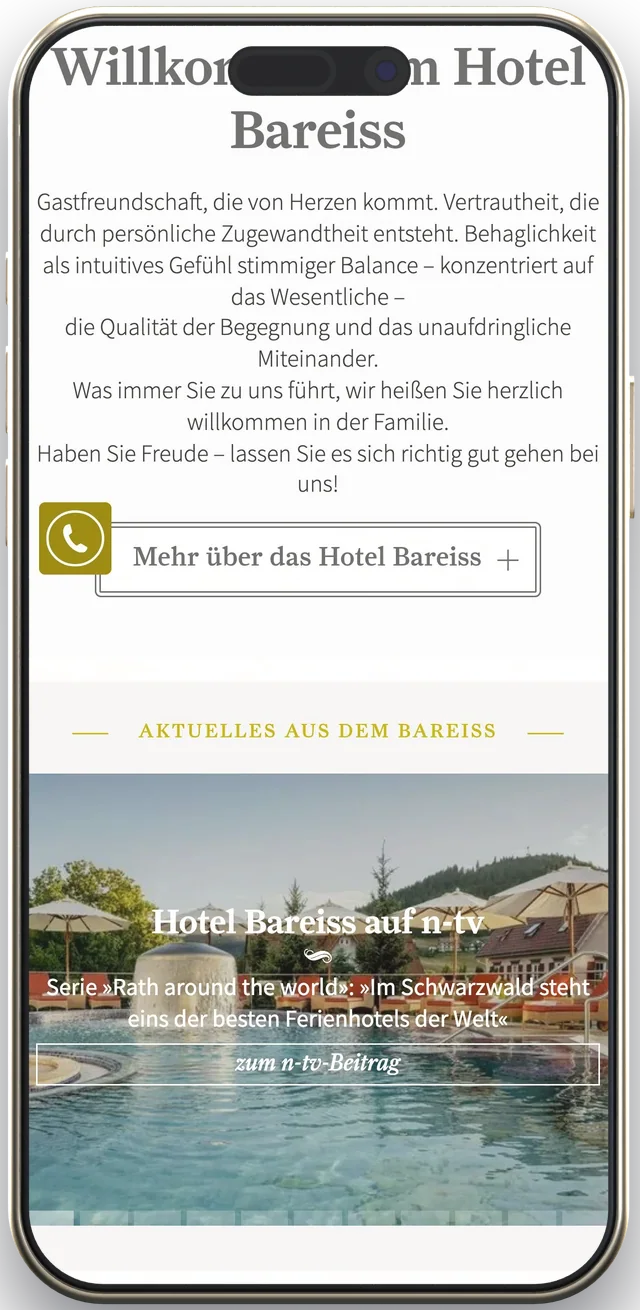 Willkor m Hotel
Bareiss
Gastfreundschaft, die von Herzen kommt. Vertrautheit, die
durch persönliche Zugewandtheit entsteht. Behaglichkeit
als intuitives Gefühl stimmiger Balance – konzentriert auf
das Wesentliche –
die Qualität der Begegnung und das unaufdringliche
Miteinander.
Was immer Sie zu uns führt, wir heißen Sie herzlich
willkommen in der Familie.
Haben Sie Freude – lassen Sie es sich richtig gut gehen bei
uns!
Mehr über das Hotel Bareiss +
AKTUELLES AUS DEM BAREISS
Hotel Bareiss auf n-tv
Serie »Rath around the world»: »Im Schwarzwald steht
eins der besten Ferienhotels der Welt«
zum n-tv-Beitrag